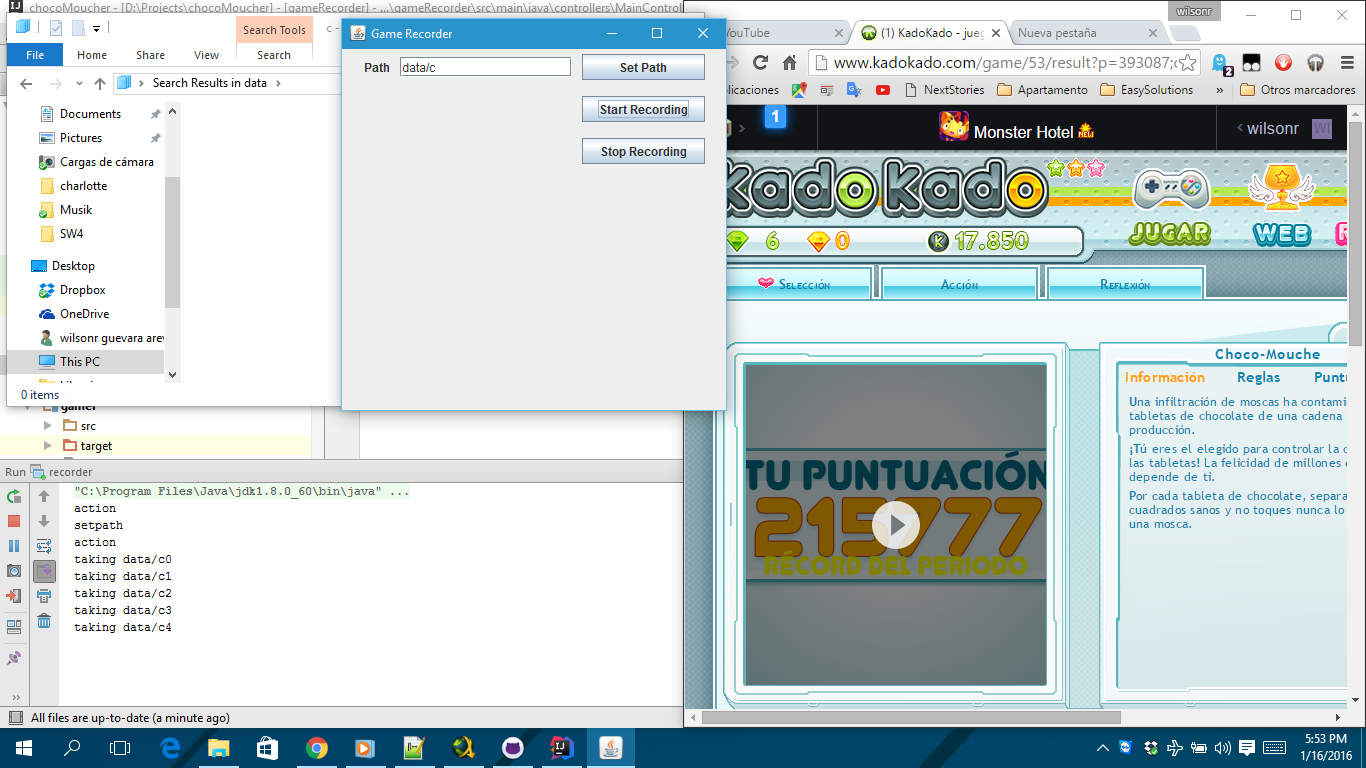 chocoMoucher - [D:\Projects\chocoMoucher] - [gameRecorder] - ...\gameRecorder\src\main\java\controllers\MainControl
Search Tools
File
Home
Share
View
Search
Search Results in data
Documents
Pictures
Cargas de cámara
charlotte
Musik
SW4
Desktop
Dropbox
OneDrive
wilsonr guevara arev
This PC
0 items
Game Recorder
Path
data/c
Set Path
Start Recording
Stop Recording
src
target
Run
recorder
"C:\Program Files\Java\jdk1.8.0_60\bin\java" ...
action
setpath
action
taking data/c0
taking data/c1
taking data/c2
taking data/c3
taking data/c4
All files are up-to-date (a minute ago)
wilsonr
YouTube
(1) KadoKado - jueg
Nueva pestaña
www.kadokado.com/game/53/result?p=393087;
2
licaciones
NextStories
Apartamento
EasySolutions
»
Otros marcadores
1
Monster Hotel
NEW
wilsonr
WI
kadokado
6
0
K
17.850
JUGAR
WEB
Selección
Acción
Reflexión
TU PUNTUACIÓN
215777
RÉCORD DEL PERIODO
Choco-Mouche
Información
Reglas
Puntu
Una infiltración de moscas ha contami
tabletas de chocolate de una cadena
producción.
¡Tú eres el elegido para controlar la c
las tabletas! La felicidad de millones
depende de ti.
Por cada tableta de chocolate, separa
cuadrados sanos y no toques nunca lo
una mosca.
5:53 PM
1/16/2016